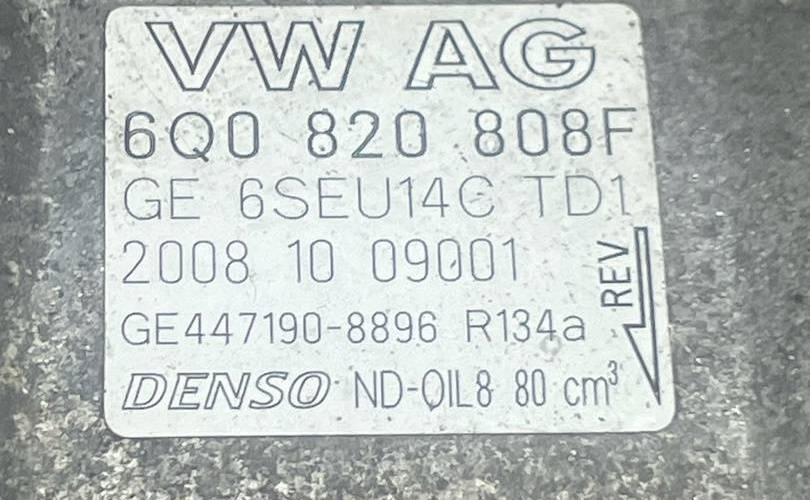 VW AG
6Q0 820 808F
GE 6SEU14C TD1
2008 10 09001
REV
GE447190-8896 R134a
DENSO ND-OIL8 80 cm³